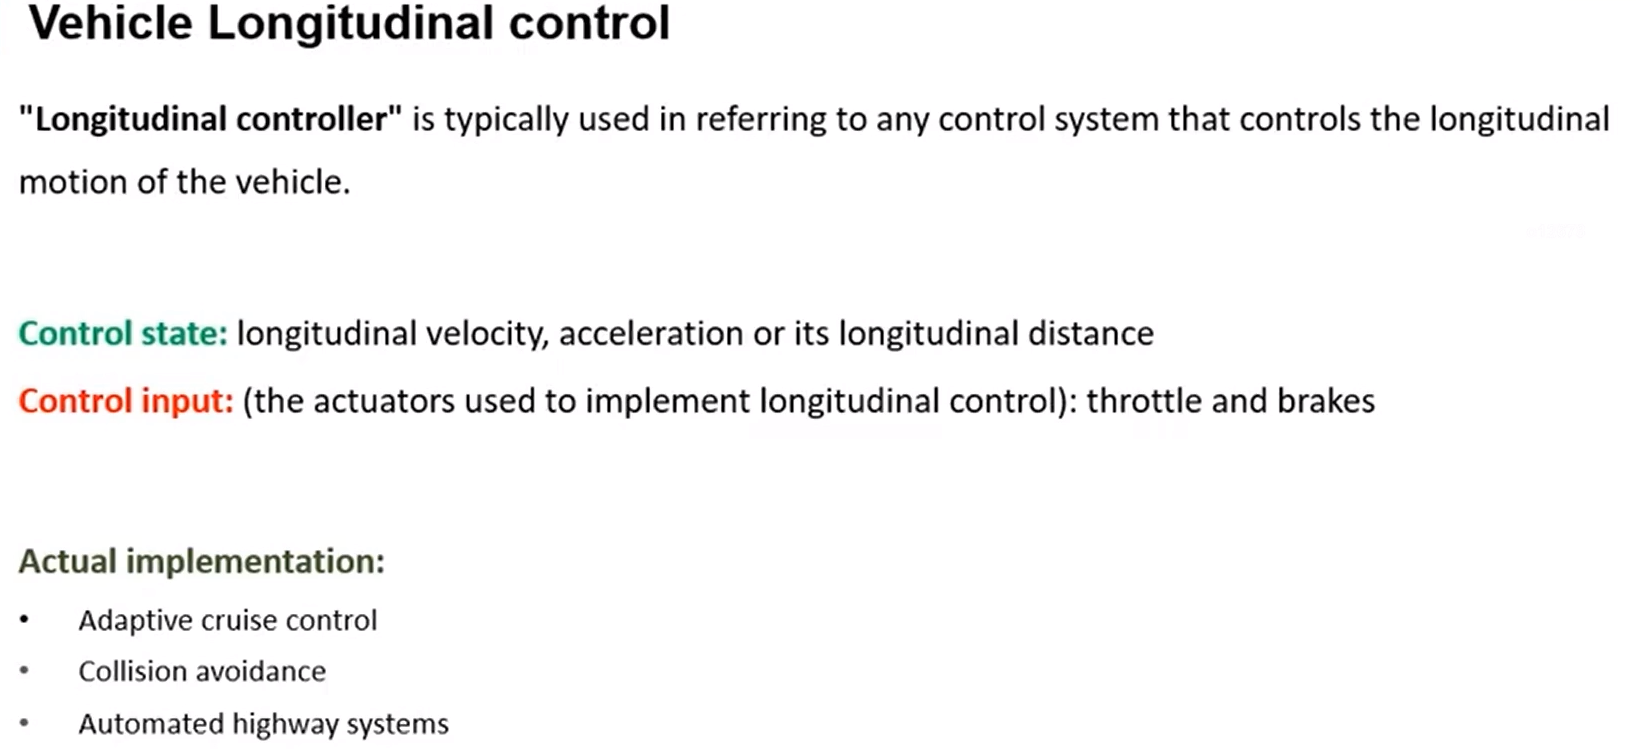 Vehicle Longitudinal control
"Longitudinal controller" is typically used in referring to any control system that controls the longitudinal
motion of the vehicle.
Control state: longitudinal velocity, acceleration or its longitudinal distance
Control input: (the actuators used to implement longitudinal control): throttle and brakes
Actual implementation:
• Adaptive cruise control
• Collision avoidance
• Automated highway systems